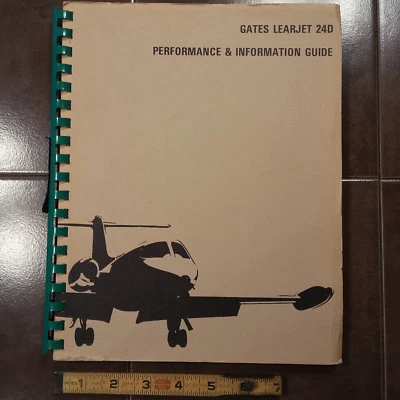 GATES LEARJET 24D
PERFORMANCE & INFORMATION GUIDE
1 2 3 4 5